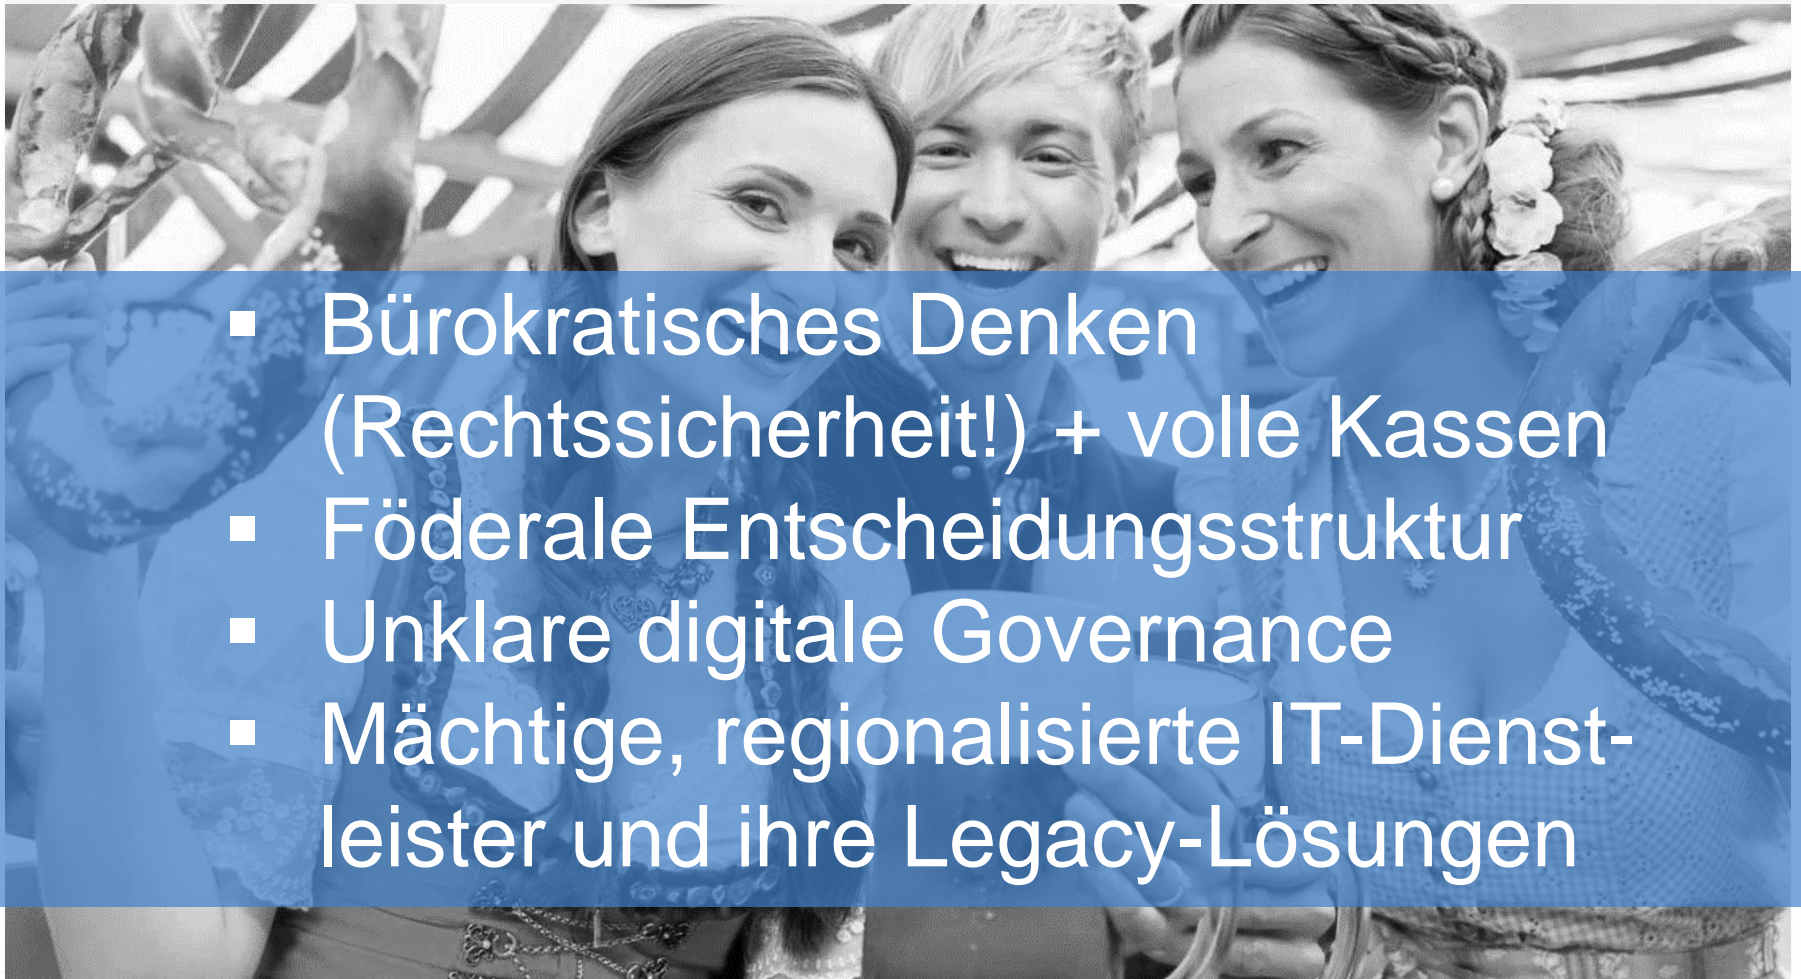 ▪ Bürokratisches Denken
(Rechtssicherheit!) + volle Kassen
▪ Föderale Entscheidungsstruktur
▪ Unklare digitale Governance
▪ Mächtige, regionalisierte IT-Dienst-
leister und ihre Legacy-Lösungen